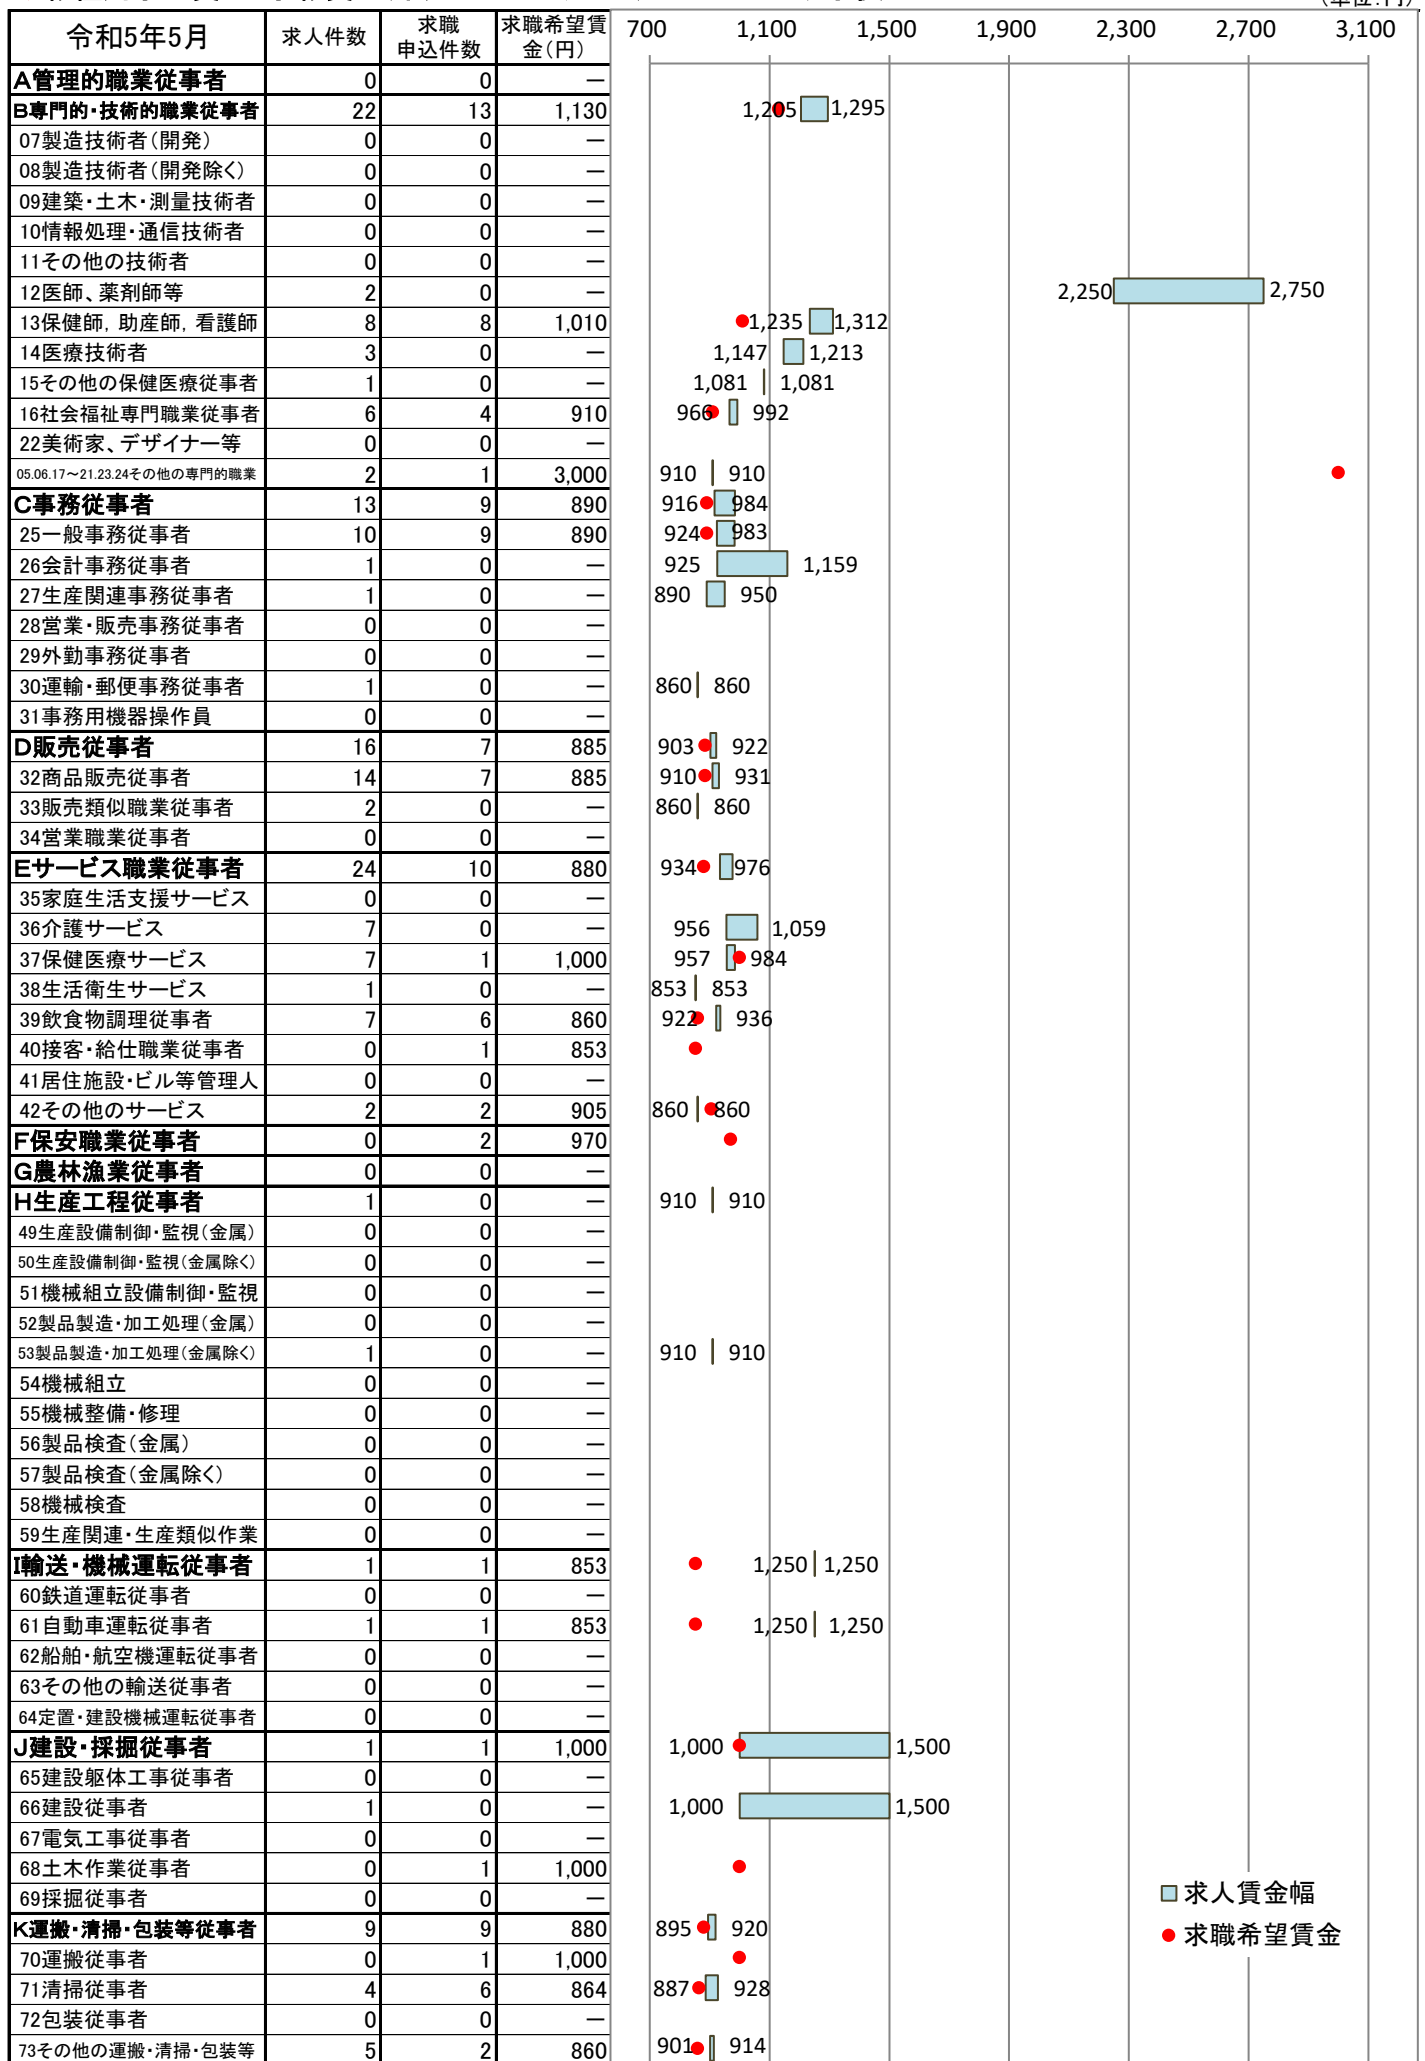 (単位:円)
令和5年5月 求人件数 求職申込件数 求職希望賃金(円) 700 1,100 1,500 1,900 2,300 2,700 3,100
A管理的職業従事者 0 0 ―
B専門的・技術的職業従事者 22 13 1,130 1,205 1,295
07製造技術者(開発) 0 0 ―
08製造技術者(開発除く) 0 0 ―
09建築・土木・測量技術者 0 0 ―
10情報処理・通信技術者 0 0 ―
11その他の技術者 0 0 ―
12医師、薬剤師等 2 0 ― 2,250 2,750
13保健師,助産師,看護師 8 8 1,010 1,235 1,312
14医療技術者 3 0 ― 1,147 1,213
15その他の保健医療従事者 1 0 ― 1,081 1,081
16社会福祉専門職業従事者 6 4 910 966 992
22美術家、デザイナー等 0 0 ―
05.06.17～21.23.24その他の専門的職業 2 1 3,000 910 910
C事務従事者 13 9 890 916 984
25一般事務従事者 10 9 890 924 983
26会計事務従事者 1 0 ― 925 1,159
27生産関連事務従事者 1 0 ― 890 950
28営業・販売事務従事者 0 0 ―
29外勤事務従事者 0 0 ―
30運輸・郵便事務従事者 1 0 ― 860 860
31事務用機器操作員 0 0 ―
D販売従事者 16 7 885 903 922
32商品販売従事者 14 7 885 910 931
33販売類似職業従事者 2 0 ― 860 860
34営業職業従事者 0 0 ―
Eサービス職業従事者 24 10 880 934 976
35家庭生活支援サービス 0 0 ―
36介護サービス 7 0 ― 956 1,059
37保健医療サービス 7 1 1,000 957 984
38生活衛生サービス 1 0 ― 853 853
39飲食物調理従事者 7 6 860 922 936
40接客・給仕職業従事者 0 1 853
41居住施設・ビル等管理人 0 0 ―
42その他のサービス 2 2 905 860 860
F保安職業従事者 0 2 970
G農林漁業従事者 0 0 ―
H生産工程従事者 1 0 ― 910 910
49生産設備制御・監視(金属) 0 0 ―
50生産設備制御・監視(金属除く) 0 0 ―
51機械組立設備制御・監視 0 0 ―
52製品製造・加工処理(金属) 0 0 ―
53製品製造・加工処理(金属除く) 1 0 ― 910 910
54機械組立 0 0 ―
55機械整備・修理 0 0 ―
56製品検査(金属) 0 0 ―
57製品検査(金属除く) 0 0 ―
58機械検査 0 0 ―
59生産関連・生産類似作業 0 0 ―
I輸送・機械運転従事者 1 1 853 1,250 1,250
60鉄道運転従事者 0 0 ―
61自動車運転従事者 1 1 853 1,250 1,250
62船舶・航空機運転従事者 0 0 ―
63その他の輸送従事者 0 0 ―
64定置・建設機械運転従事者 0 0 ―
J建設・採掘従事者 1 1 1,000 1,000 1,500
65建設躯体工事従事者 0 0 ―
66建設従事者 1 0 ― 1,000 1,500
67電気工事従事者 0 0 ―
68土木作業従事者 0 1 1,000
69採掘従事者 0 0 ―
求人賃金幅
求職希望賃金
K運搬・清掃・包装等従事者 9 9 880 895 920
70運搬従事者 0 1 1,000
71清掃従事者 4 6 864 887 928
72包装従事者 0 0 ―
73その他の運搬・清掃・包装等 5 2 860 901 914